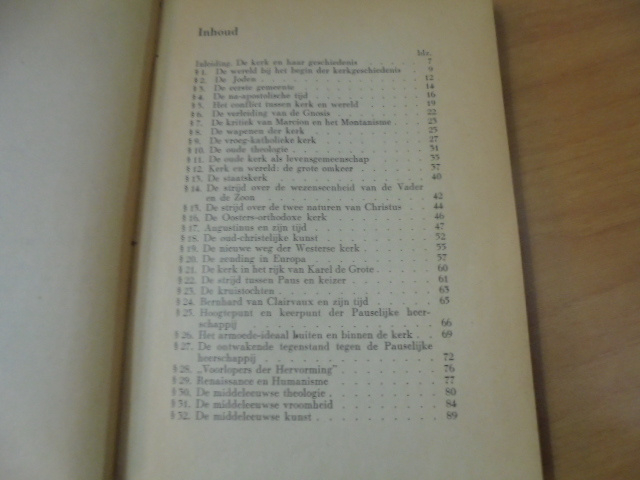 Inhoud
blz.
Inleiding. De kerk en haar geschiedenis 7
§ 1. De wereld bij het begin der kerkgeschiedenis 9
§ 2. De Joden 12
§ 3. De eerste gemeente 14
§ 4. De na-apostolische tijd 16
§ 5. Het conflict tussen kerk en wereld 19
§ 6. De verleiding van de Gnosis 22
§ 7. De kritiek van Marcion en het Montanisme 23
§ 8. De wapenen der kerk 25
§ 9. De vroeg-katholieke kerk 27
§ 10. De oude theologie 31
§ 11. De oude kerk als levensgemeenschap 35
§ 12. Kerk en wereld: de grote omkeer 37
§ 13. De staatskerk 40
§ 14. De strijd over de wezenseenheid van de Vader
en de Zoon 42
§ 15. De strijd over de twee naturen van Christus 44
§ 16. De Oosters-orthodoxe kerk 46
§ 17. Augustinus en zijn tijd 47
§ 18. De oud-christelijke kunst 52
§ 19. De nieuwe weg der Westerse kerk 55
§ 20. De zending in Europa 57
§ 21. De kerk in het rijk van Karel de Grote 60
§ 22. De strijd tussen Paus en keizer 61
§ 23. De kruistochten 63
§ 24. Bernhard van Clairvaux en zijn tijd 65
§ 25. Hoogtepunt en keerpunt der Pauselijke heer-
schappij 66
§ 26. Het armoede-ideaal buiten en binnen de kerk 69
§ 27. De ontwakende tegenstand tegen de Pauselijke
heerschappij 72
§ 28. „Voorlopers der Hervorming" 76
§ 29. Renaissance en Humanisme 77
§ 30. De middeleeuwse theologie 80
§ 31. De middeleeuwse vroomheid 84
§ 32. De middeleeuwse kunst 89